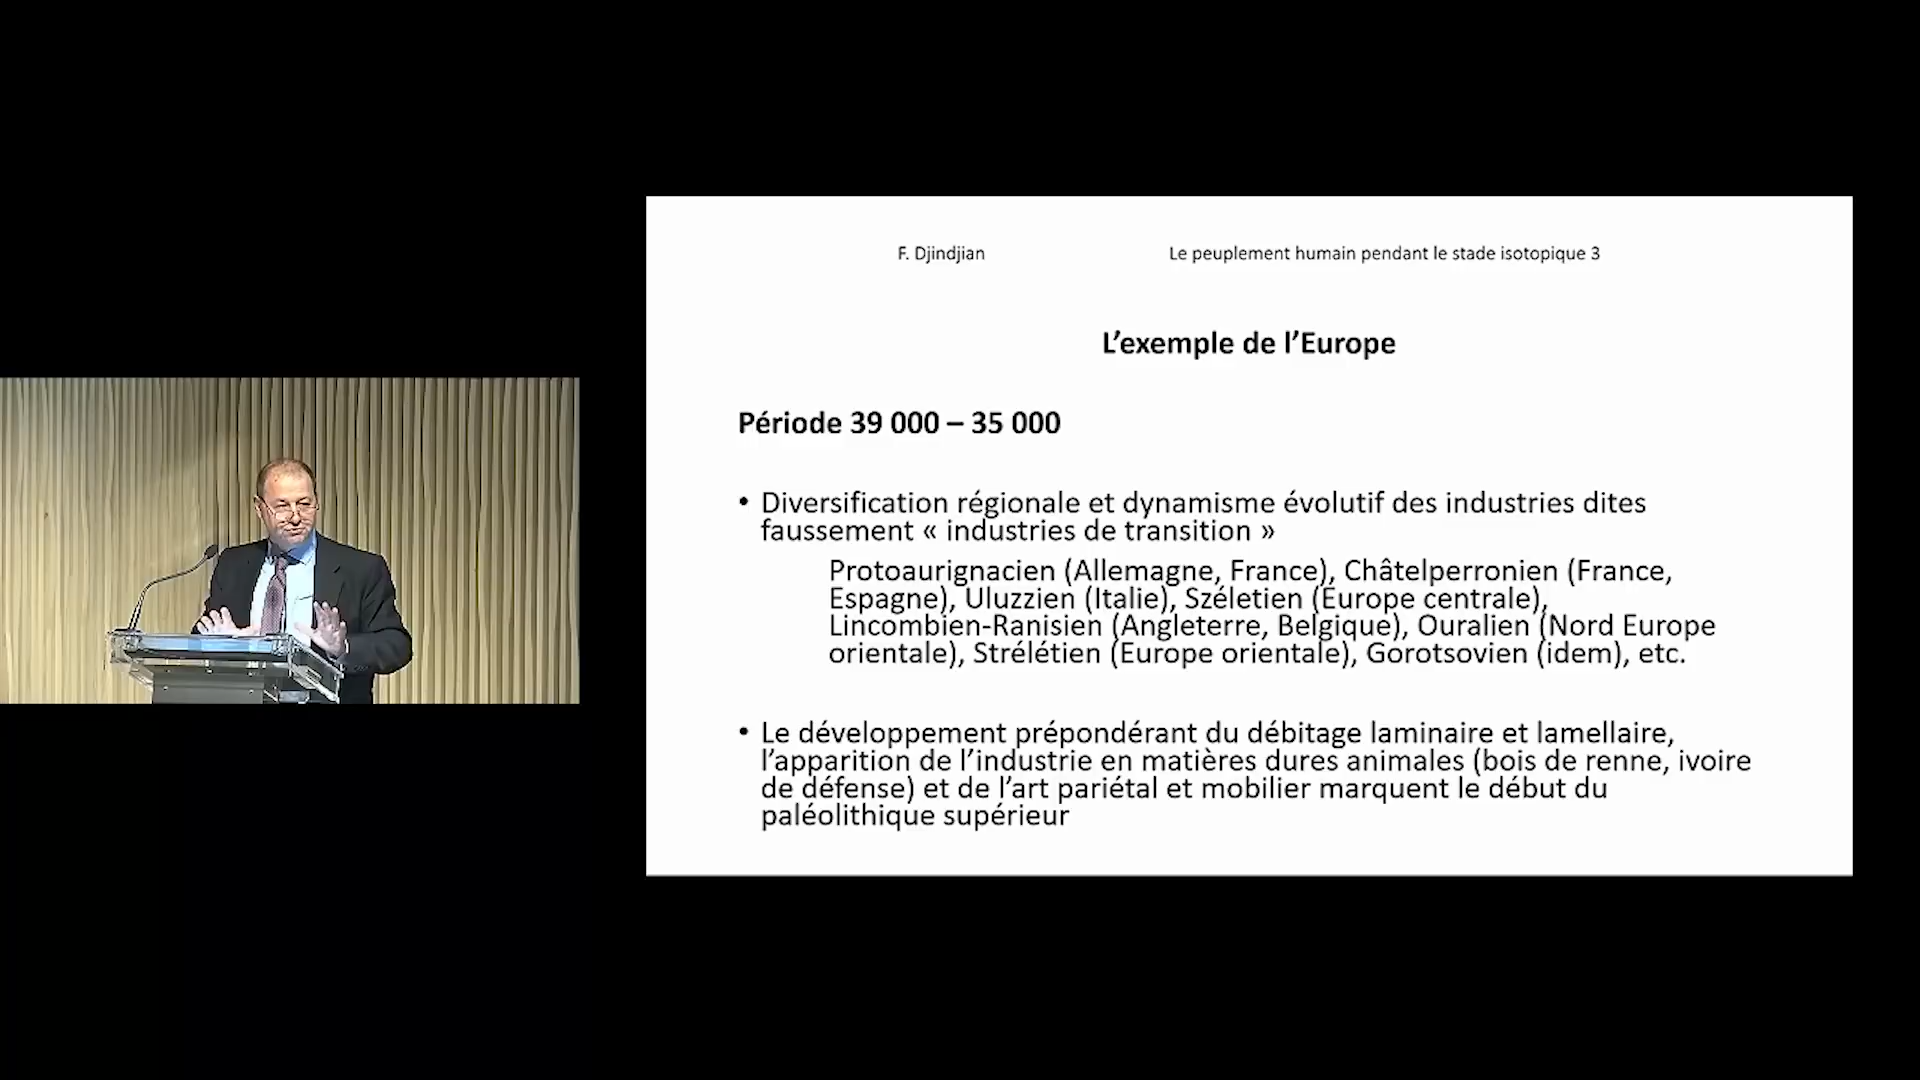 F. Djindjian
Le peuplement humain pendant le stade isotopique 3
L’exemple de l’Europe
Période 39 000 – 35 000
• Diversification régionale et dynamisme évolutif des industries dites
faussement « industries de transition »
Protoaurignacien (Allemagne, France), Châtelperronien (France,
Espagne), Uluzzien (Italie), Széletien (Europe centrale),
Lincombien-Ranisien (Angleterre, Belgique), Ouralien (Nord Europe
orientale), Strélétien (Europe orientale), Gorotsovien (idem), etc.
• Le développement prépondérant du débitage laminaire et lamellaire,
l’apparition de l’industrie en matières dures animales (bois de renne, ivoire
de défense) et de l’art pariétal et mobilier marquent le début du
paléolithique supérieur